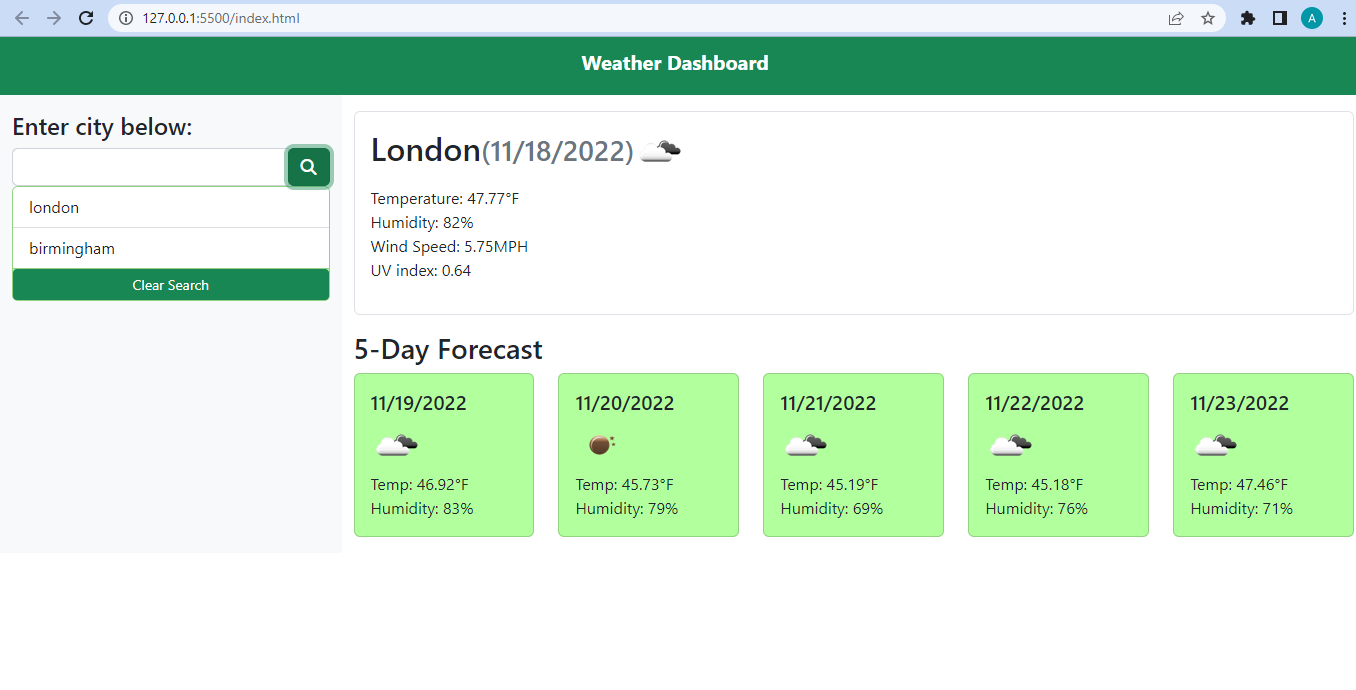 127.0.0.1:5500/index.html
A
Weather Dashboard
Enter city below:
london
birmingham
Clear Search
London(11/18/2022)
Temperature: 47.77°F
Humidity: 82%
Wind Speed: 5.75MPH
UV index: 0.64
5-Day Forecast
11/19/2022
Temp: 46.92°F
Humidity: 83%
11/20/2022
Temp: 45.73°F
Humidity: 79%
11/21/2022
Temp: 45.19°F
Humidity: 69%
11/22/2022
Temp: 45.18°F
Humidity: 76%
11/23/2022
Temp: 47.46°F
Humidity: 71%